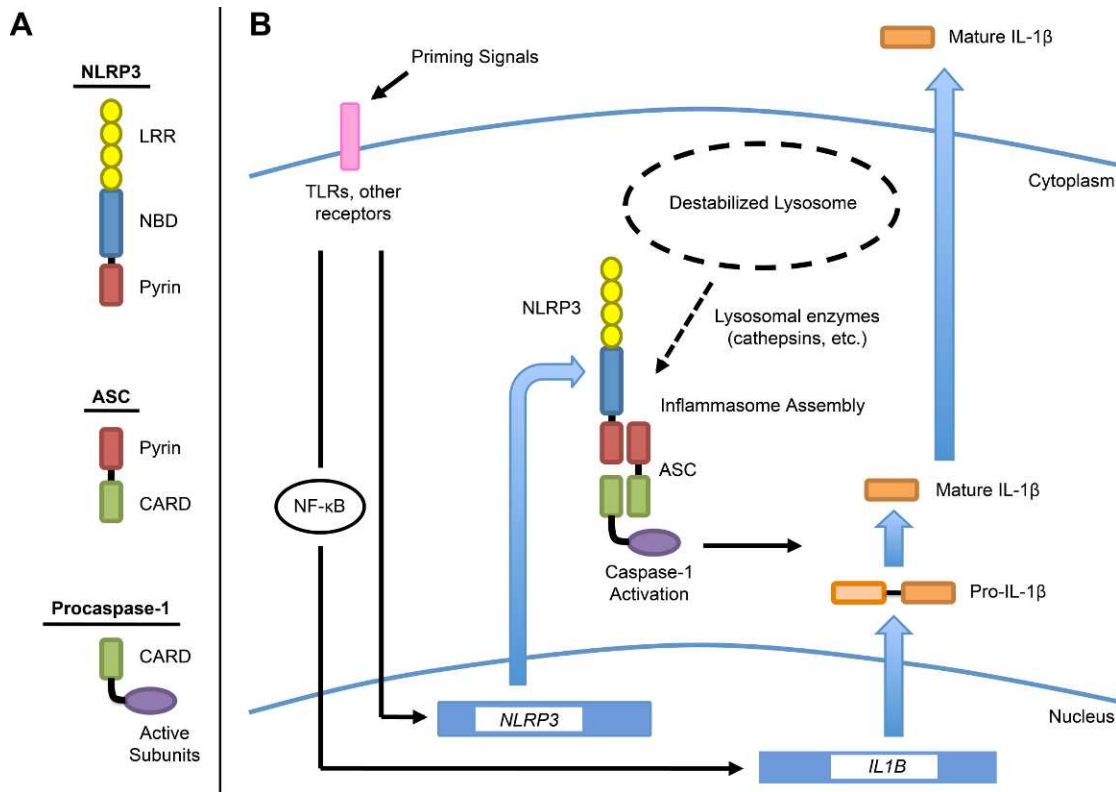 A
NLRP3
LRR
NBD
Pyrin
ASC
Pyrin
CARD
Procaspase-1
CARD
Active
Subunits
B
Priming Signals
TLRs, other
receptors
NF-κB
Mature IL-1β
Cytoplasm
Destabilized Lysosome
NLRP3
Lysosomal enzymes
(cathepsins, etc.)
Inflammasome Assembly
ASC
Caspase-1
Activation
Mature IL-1β
Pro-IL-1β
Nucleus
NLRP3
IL1B